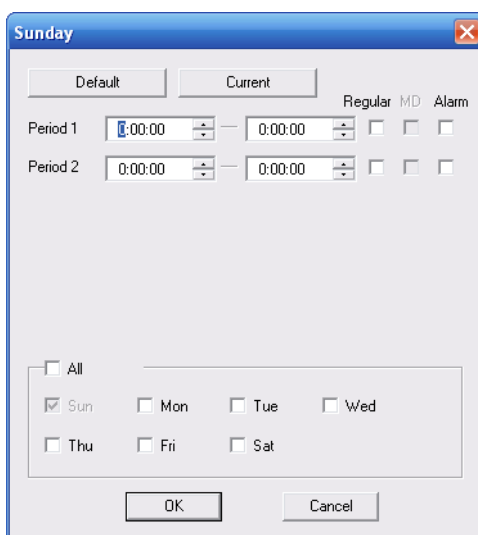 Sunday
Default Current
Regular MD Alarm
Period 1 0:00:00 — 0:00:00
Period 2 0:00:00 — 0:00:00
All
Sun Mon Tue Wed
Thu Fri Sat
OK Cancel